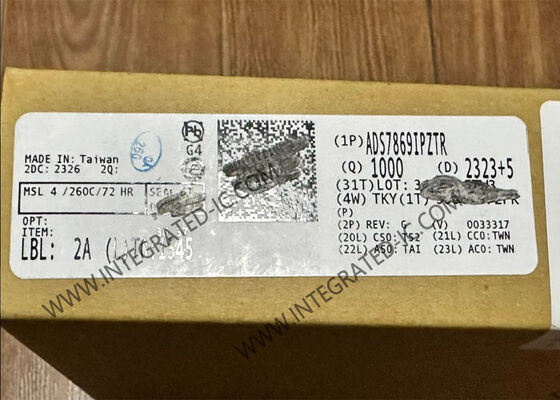 MADE IN: Taiwan
2DC: 2326 2Q:
MSL 4 /260C/72 HR
SEAL
OPT:
ITEM:
LBL: 2A
Pb
G4
(1P) ADS7869IPZTR
(Q) 1000 (D) 2323+5
(31T)LOT:
(4W) TKY(1T)
(P)
(2P) REV: (V) 0033317
(20L) CSO: (21L) CCO: TWN
(22L) ASO: TAI (23L) ACO: TWN
WWW.INTEGRATED-IC.COM
WWW.INTEGRATED-IC.COM